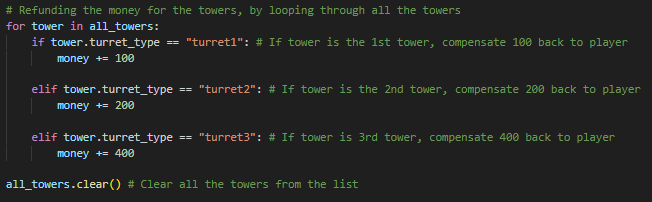 # Refunding the money for the towers, by looping through all the towers
for tower in all_towers:
    if tower.turret_type == "turret1": # If tower is the 1st tower, compensate 100 back to player
        money += 100

    elif tower.turret_type == "turret2": # If tower is the 2nd tower, compensate 200 back to player
        money += 200

    elif tower.turret_type == "turret3": # If tower is 3rd tower, compensate 400 back to player
        money += 400

all_towers.clear() # Clear all the towers from the list